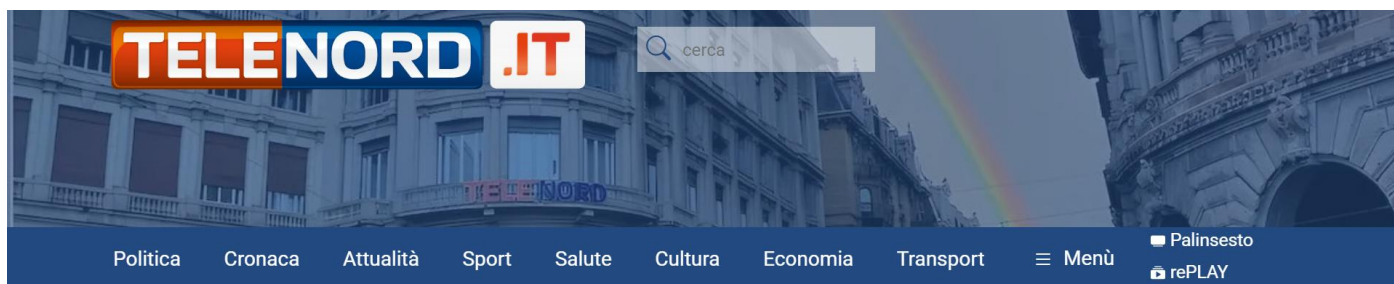 TELENORD .IT
cerca
TELENORD
Politica Cronaca Attualità Sport Salute Cultura Economia Transport Menù
Palinsesto
rePLAY